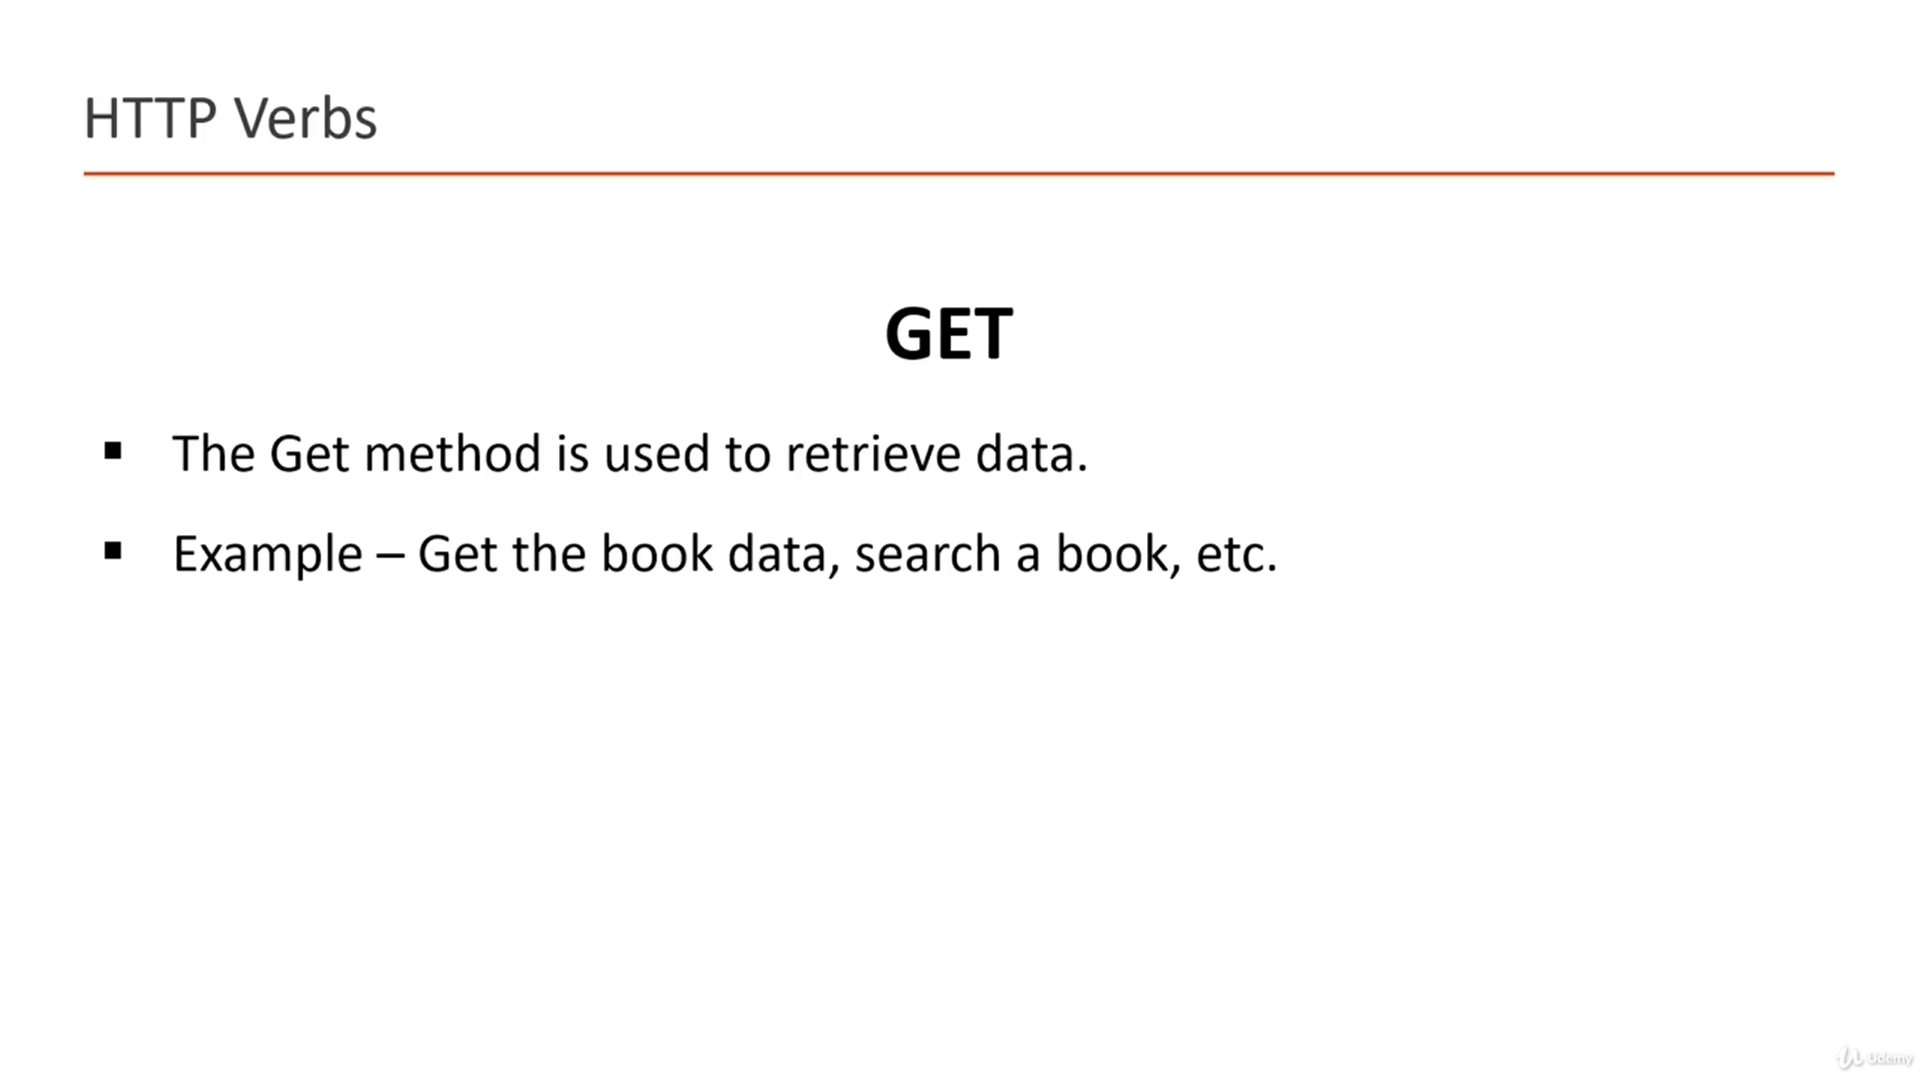 HTTP Verbs
GET
▪ The Get method is used to retrieve data.
▪ Example – Get the book data, search a book, etc.
Udemy